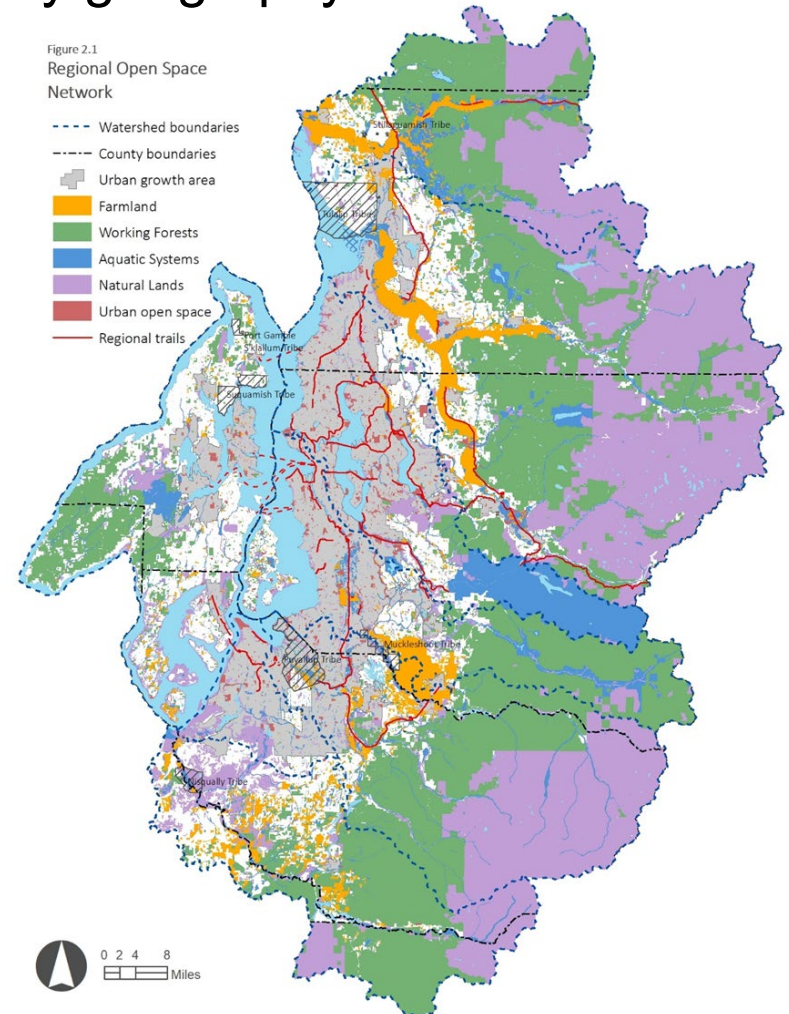 y geography
Figure 2.1
Regional Open Space
Network
Watershed boundaries
County boundaries
Urban growth area
Farmland
Working Forests
Aquatic Systems
Natural Lands
Urban open space
Regional trails
Stillaguamish Tribe
Tulalip Tribes
Port Gamble
S'klallum Tribe
Suquamish Tribe
Muckleshoot Tribe
Puyallup Tribe
Nisqually Tribe
0 2 4 8
Miles